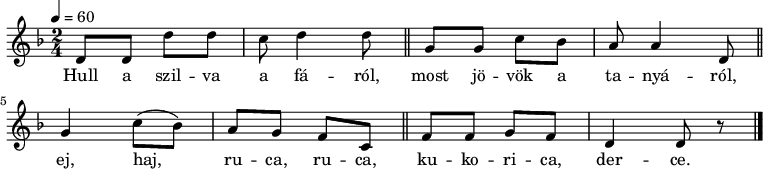 ♩ = 60
Hull a szil – va a fá – ról, most jö – vök a ta – nyá – ról,
5
ej, haj, ru – ca, ru – ca, ku – ko – ri – ca, der – ce.